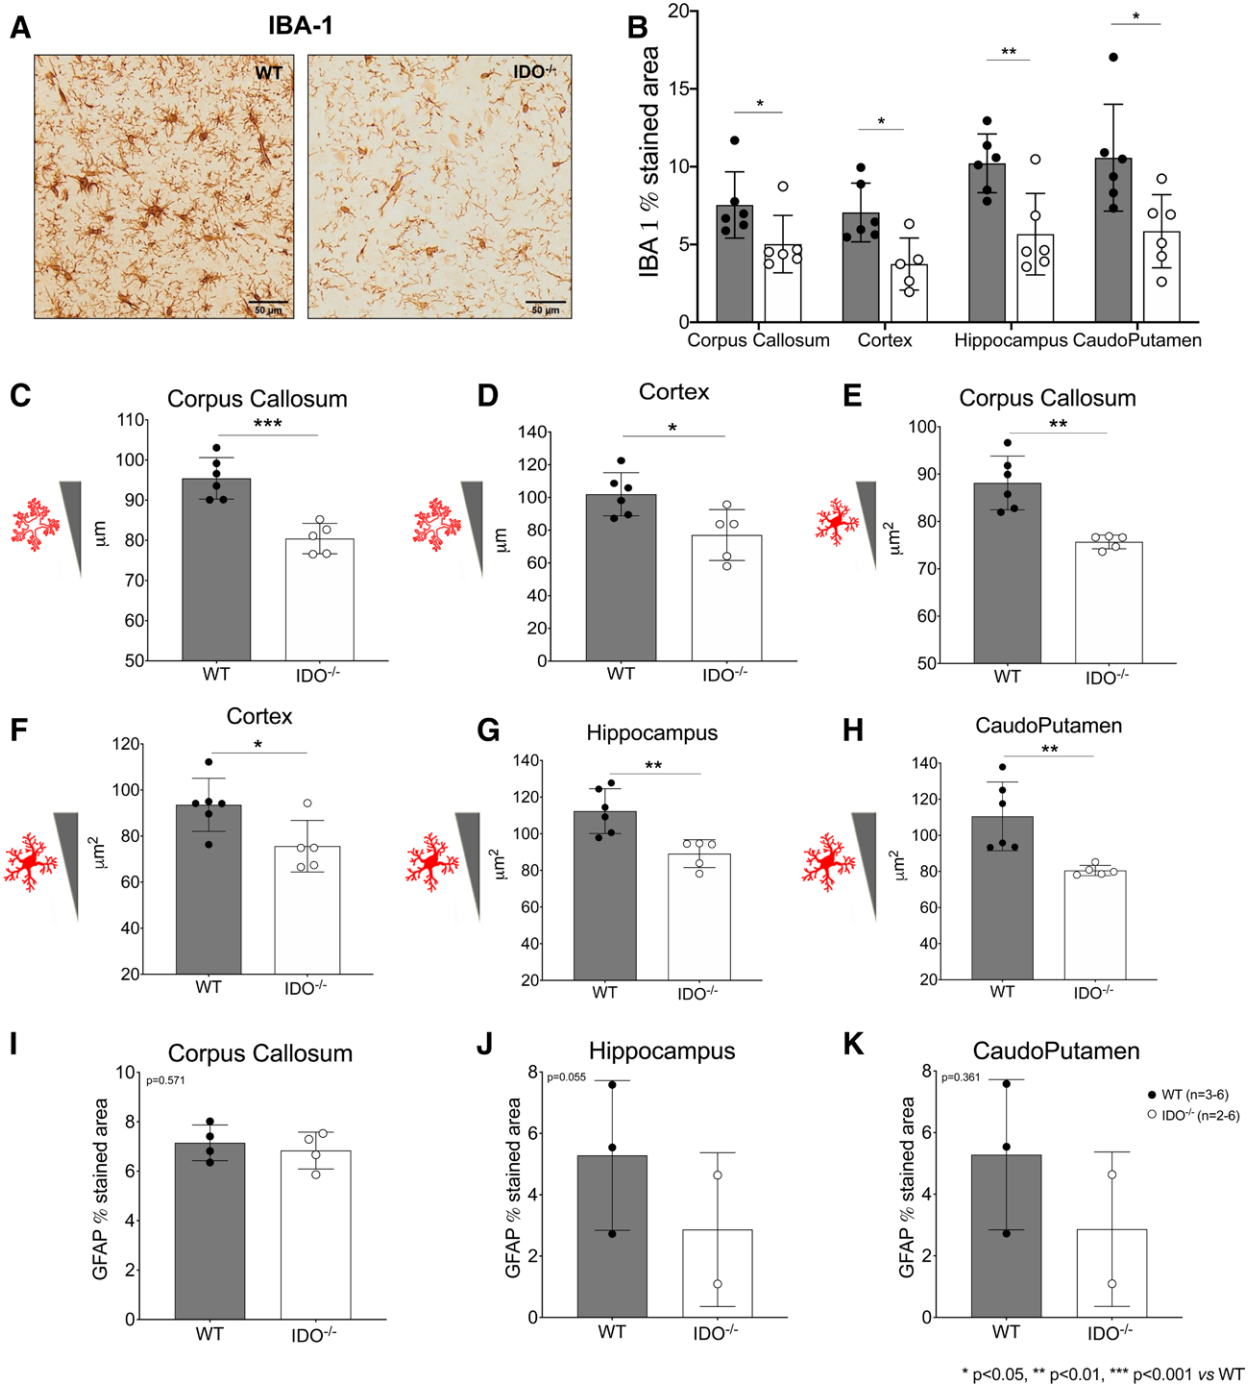 A
IBA-1
WT
50 µm
IDO-/-
50 µm
B
IBA 1 % stained area
20
15
10
5
0
*
*
**
*
Corpus Callosum
Cortex
Hippocampus
CaudoPutamen
C
Corpus Callosum
***
µm
110
100
90
80
70
60
50
WT
IDO-/-
D
Cortex
*
µm
140
120
100
80
60
40
20
0
WT
IDO-/-
E
Corpus Callosum
**
µm2
100
90
80
70
60
50
WT
IDO-/-
F
Cortex
*
µm2
120
100
80
60
40
20
WT
IDO-/-
G
Hippocampus
**
µm2
140
120
100
80
60
40
20
WT
IDO-/-
H
CaudoPutamen
**
µm2
140
120
100
80
60
40
20
WT
IDO-/-
I
Corpus Callosum
p=0.571
GFAP % stained area
10
8
6
4
2
0
WT
IDO-/-
J
Hippocampus
p=0.055
GFAP % stained area
8
6
4
2
0
WT
IDO-/-
K
CaudoPutamen
p=0.361
GFAP % stained area
8
6
4
2
0
WT
IDO-/-
WT (n=3-6)
IDO-/- (n=2-6)
* p<0.05, ** p<0.01, *** p<0.001 vs WT